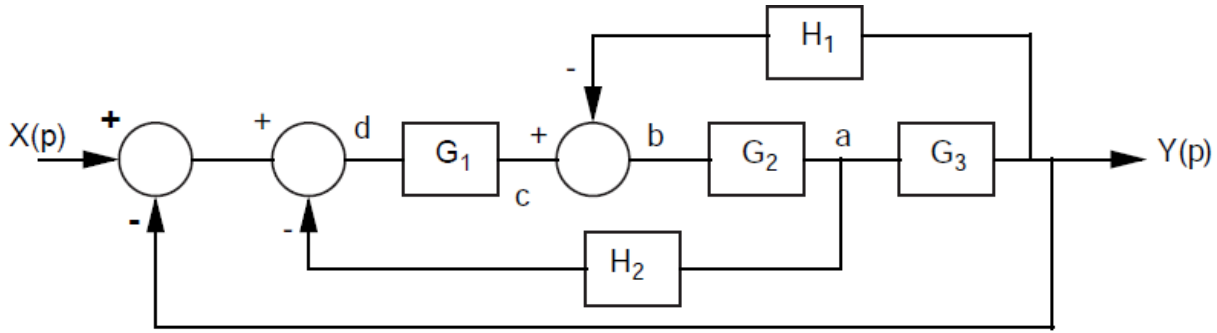 H₁
-
X(p) + + d G₁ + b G₂ a G₃ Y(p)
c
- -
H₂